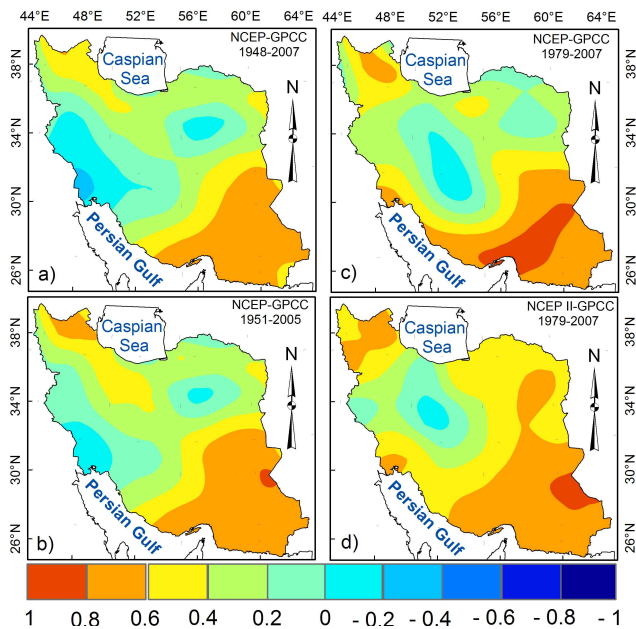 44°E 48°E 52°E 56°E 60°E 64°E
44°E 48°E 52°E 56°E 60°E 64°E
38°N
34°N
30°N
26°N
a)
NCEP-GPCC
1948-2007
Caspian
Sea
N
Persian Gulf
38°N
34°N
30°N
26°N
c)
NCEP-GPCC
1979-2007
Caspian
Sea
N
Persian Gulf
38°N
34°N
30°N
26°N
b)
NCEP-GPCC
1951-2005
Caspian
Sea
N
Persian Gulf
38°N
34°N
30°N
26°N
d)
NCEP II-GPCC
1979-2007
Caspian
Sea
N
Persian Gulf
1 0.8 0.6 0.4 0.2 0 - 0.2 - 0.4 - 0.6 - 0.8 - 1